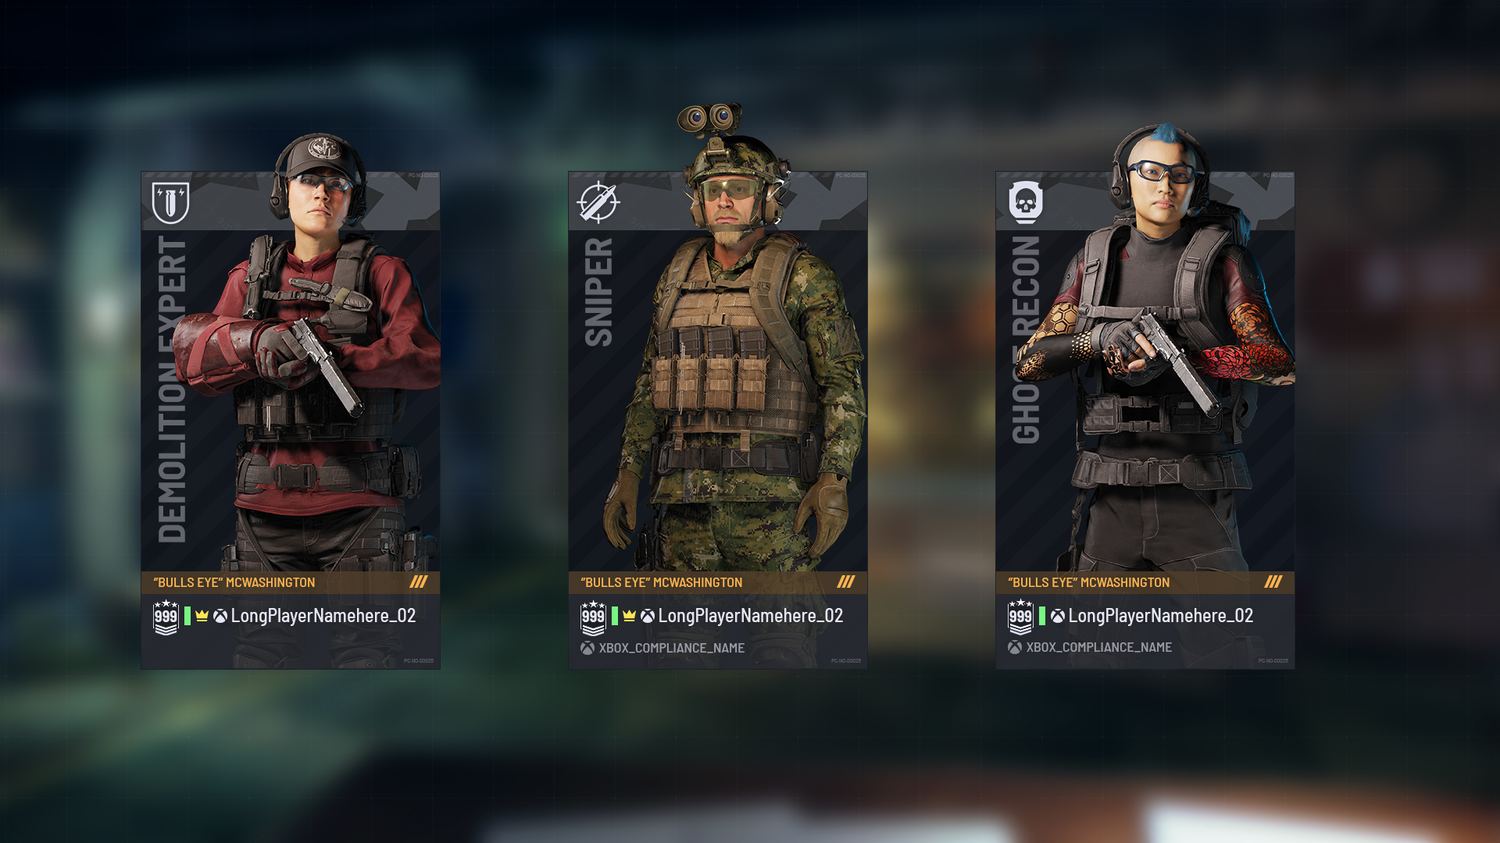 DEMOLITION EXPERT
"BULLS EYE" MCWASHINGTON
999
LongPlayerNamehere_02
SNIPER
"BULLS EYE" MCWASHINGTON
999
LongPlayerNamehere_02
XBOX_COMPLIANCE_NAME
GHOST RECON
"BULLS EYE" MCWASHINGTON
999
LongPlayerNamehere_02
XBOX_COMPLIANCE_NAME